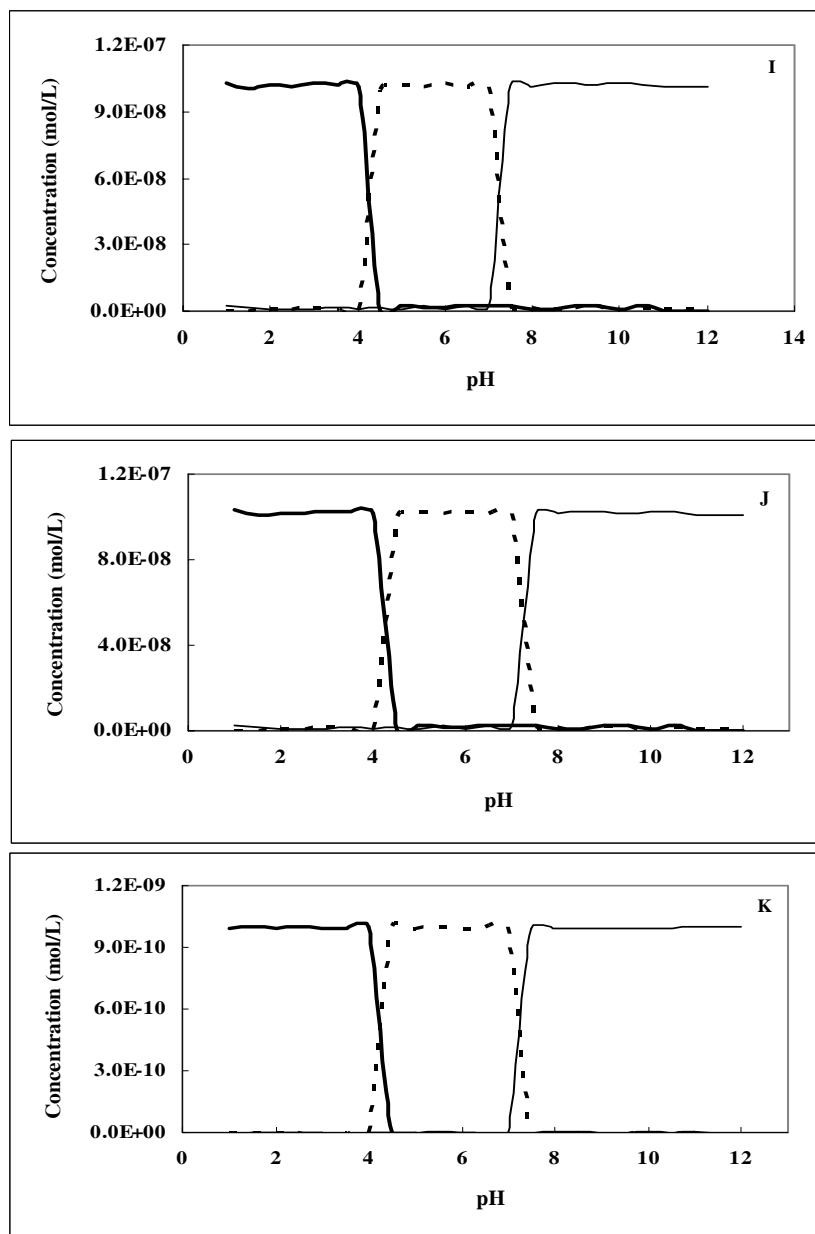 I
Concentration (mol/L)
1.2E-07
9.0E-08
6.0E-08
3.0E-08
0.0E+00
0 2 4 6 8 10 12 14
pH
J
Concentration (mol/L)
1.2E-07
8.0E-08
4.0E-08
0.0E+00
0 2 4 6 8 10 12
pH
K
Concentration (mol/L)
1.2E-09
9.0E-10
6.0E-10
3.0E-10
0.0E+00
0 2 4 6 8 10 12
pH